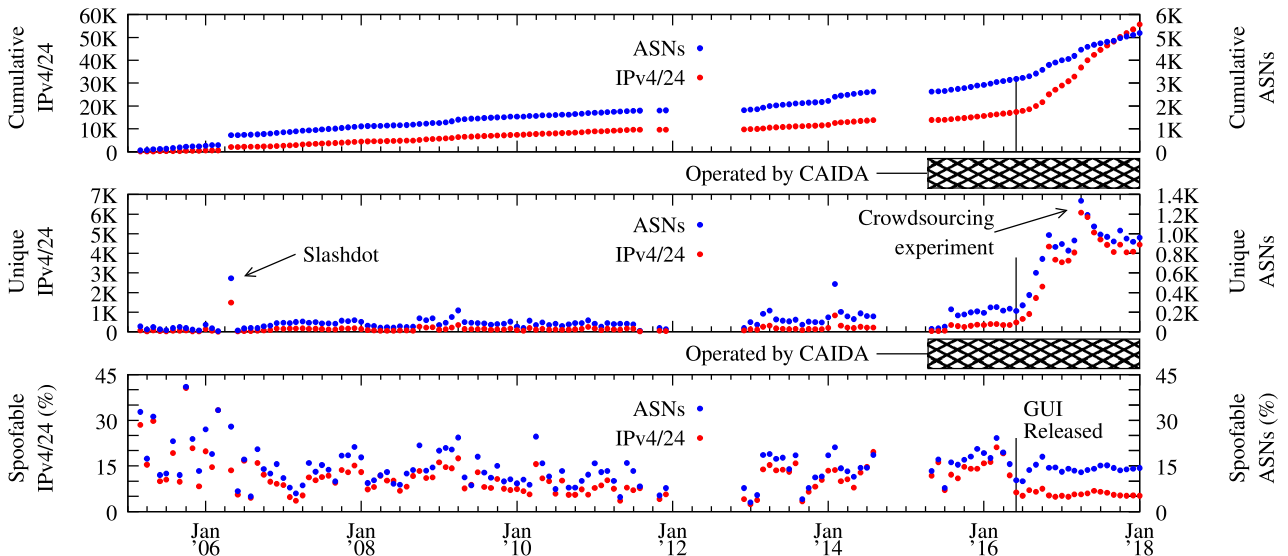 Cumulative
IPv4/24
60K
50K
40K
30K
20K
10K
0
ASNs
IPv4/24
6K
5K
4K
3K
2K
1K
0
Cumulative
ASNs
Operated by CAIDA
Unique
IPv4/24
7K
6K
5K
4K
3K
2K
1K
0
Slashdot
ASNs
IPv4/24
Crowdsourcing
experiment
1.4K
1.2K
1.0K
0.8K
0.6K
0.4K
0.2K
0
Unique
ASNs
Operated by CAIDA
Spoofable
IPv4/24 (%)
45
30
15
0
ASNs
IPv4/24
GUI
Released
45
30
15
0
Spoofable
ASNs (%)
Jan Jan Jan Jan Jan Jan Jan
'06 '08 '10 '12 '14 '16 '18